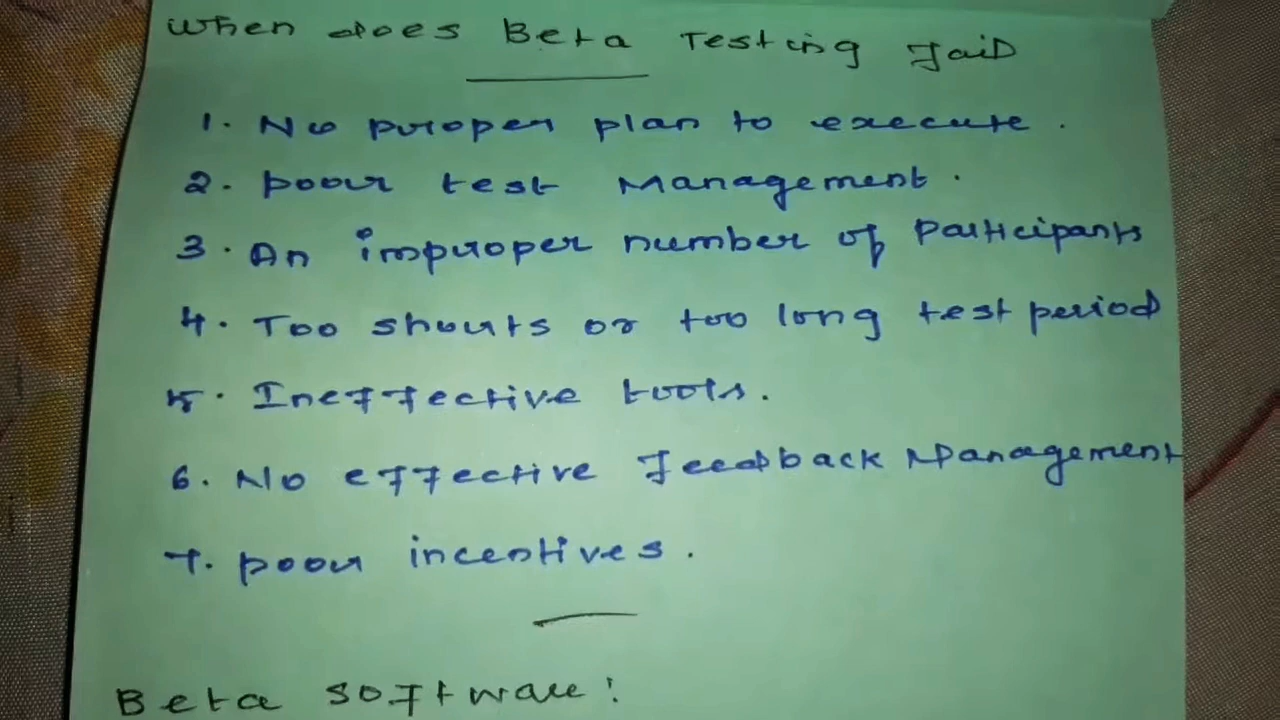 When does Beta Testing Fail
1. No proper plan to execute.
2. poor test Management.
3. An improper number of participants
4. Too shorts or too long test period
5. Ineffective tools.
6. No effective Feedback Management
7. poor incentives.
Beta software: